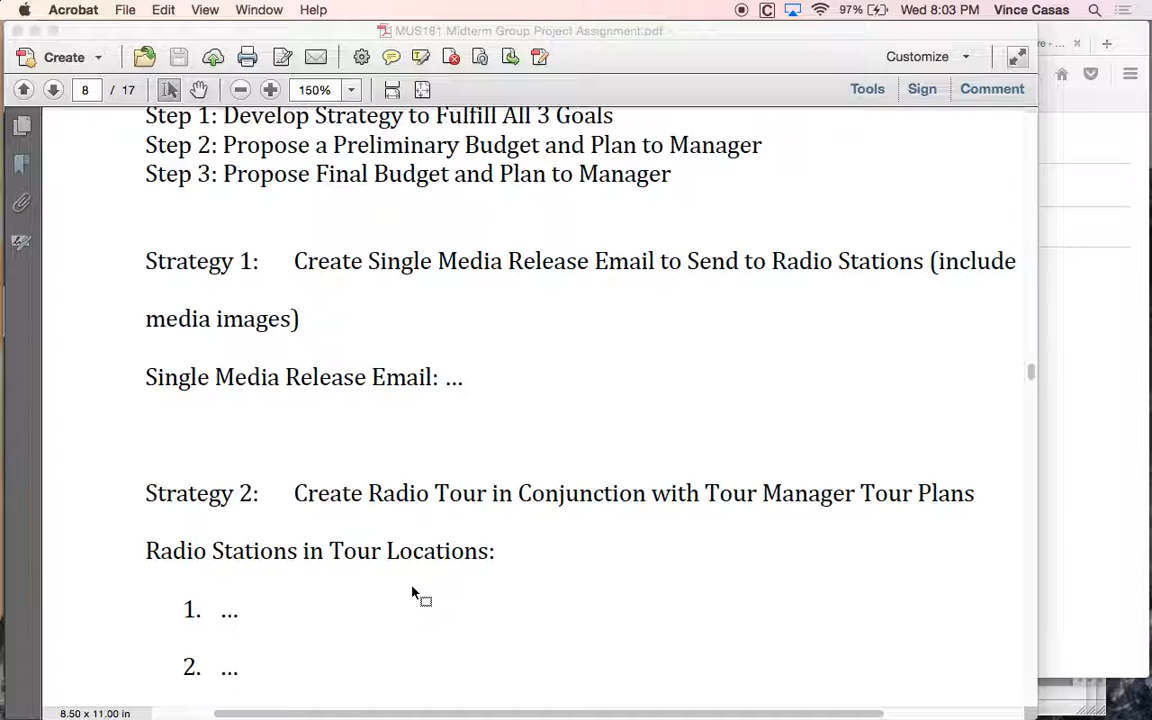 Acrobat File Edit View Window Help 97% Wed 8:03 PM Vince Casas
MUS161 Midterm Group Project Assignment.pdf
Create Customize
8 / 17 150% Tools Sign Comment
Step 1: Develop Strategy to Fulfill All 3 Goals
Step 2: Propose a Preliminary Budget and Plan to Manager
Step 3: Propose Final Budget and Plan to Manager
Strategy 1: Create Single Media Release Email to Send to Radio Stations (include
media images)
Single Media Release Email: ...
Strategy 2: Create Radio Tour in Conjunction with Tour Manager Tour Plans
Radio Stations in Tour Locations:
1. ...
2. ...
8.50 x 11.00 in